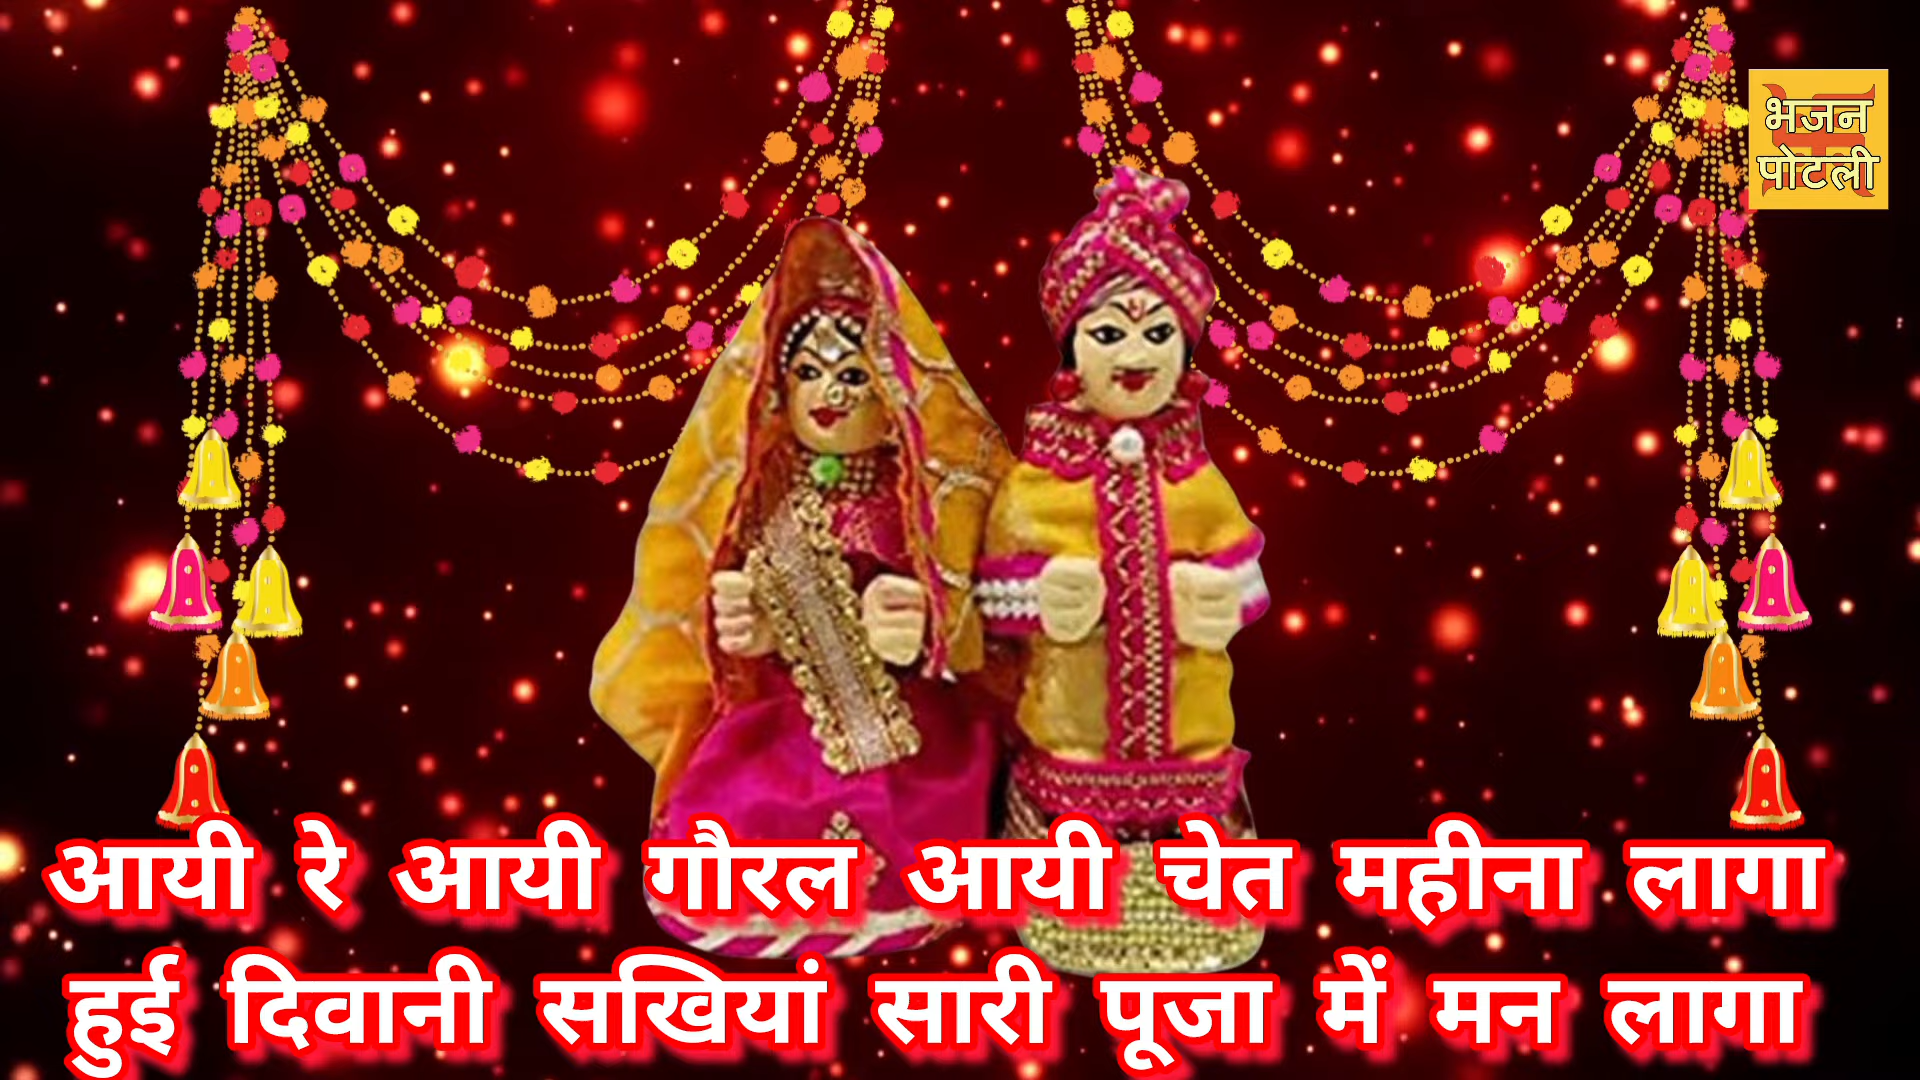 भजन
पोटली
आयी रे आयी गौरल आयी चेत महीना लागा
हुई दिवानी सखियां सारी पूजा में मन लागा